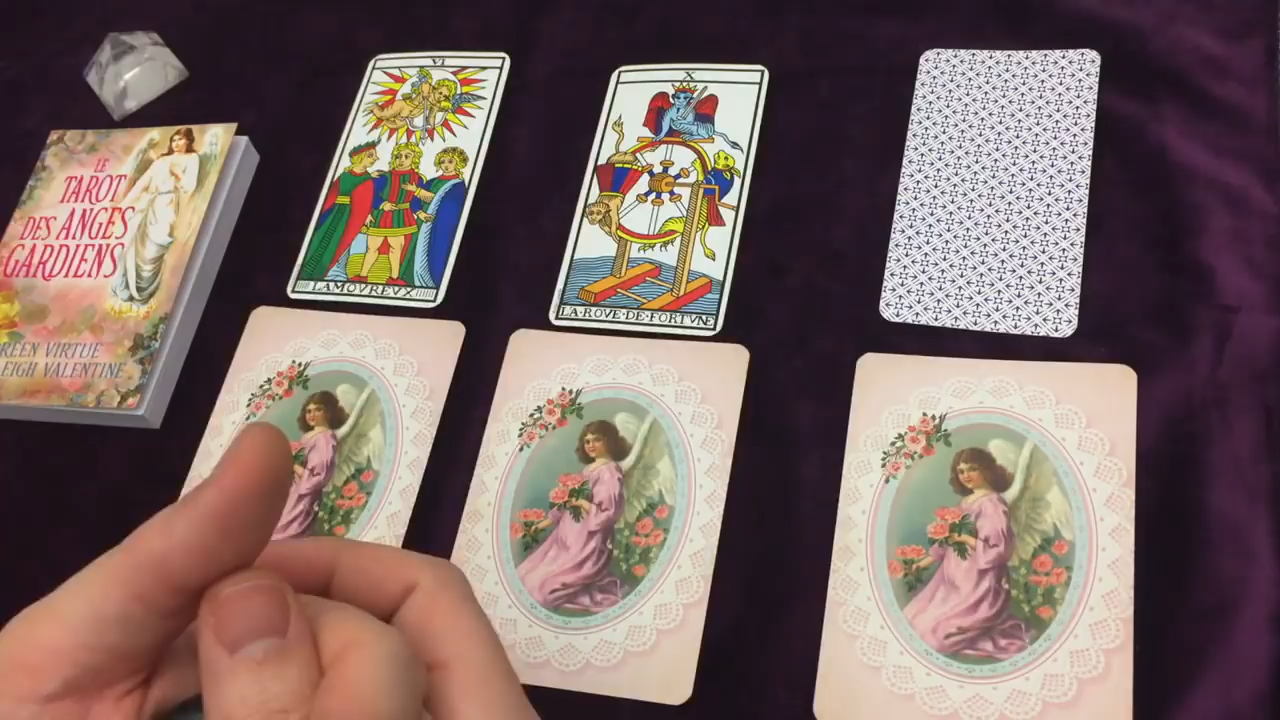 LE
TAROT
DES ANGES
GARDIENS
REEN VIRTUE
EIGH VALENTINE
VI
LAMOVREVX
X
LA·ROVE·DE·FORTVNE